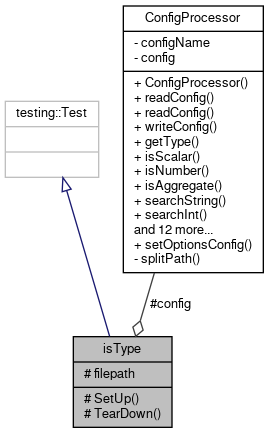 ConfigProcessor
- configName
- config
+ ConfigProcessor()
+ readConfig()
+ readConfig()
+ writeConfig()
+ getType()
+ isScalar()
+ isNumber()
+ isAggregate()
+ searchString()
+ searchInt()
and 12 more...
+ setOptionsConfig()
- splitPath()
testing::Test
#config
isType
# filepath
# SetUp()
# TearDown()